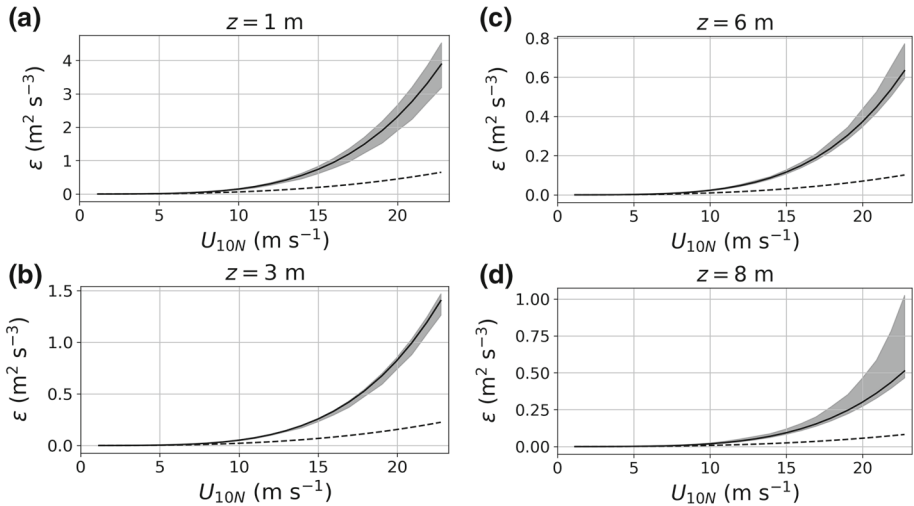 (a)
z = 1 m
ε (m² s⁻³)
4
3
2
1
0
0 5 10 15 20
U₁₀N (m s⁻¹)
(c)
z = 6 m
ε (m² s⁻³)
0.8
0.6
0.4
0.2
0.0
0 5 10 15 20
U₁₀N (m s⁻¹)
(b)
z = 3 m
ε (m² s⁻³)
1.5
1.0
0.5
0.0
0 5 10 15 20
U₁₀N (m s⁻¹)
(d)
z = 8 m
ε (m² s⁻³)
1.00
0.75
0.50
0.25
0.00
0 5 10 15 20
U₁₀N (m s⁻¹)